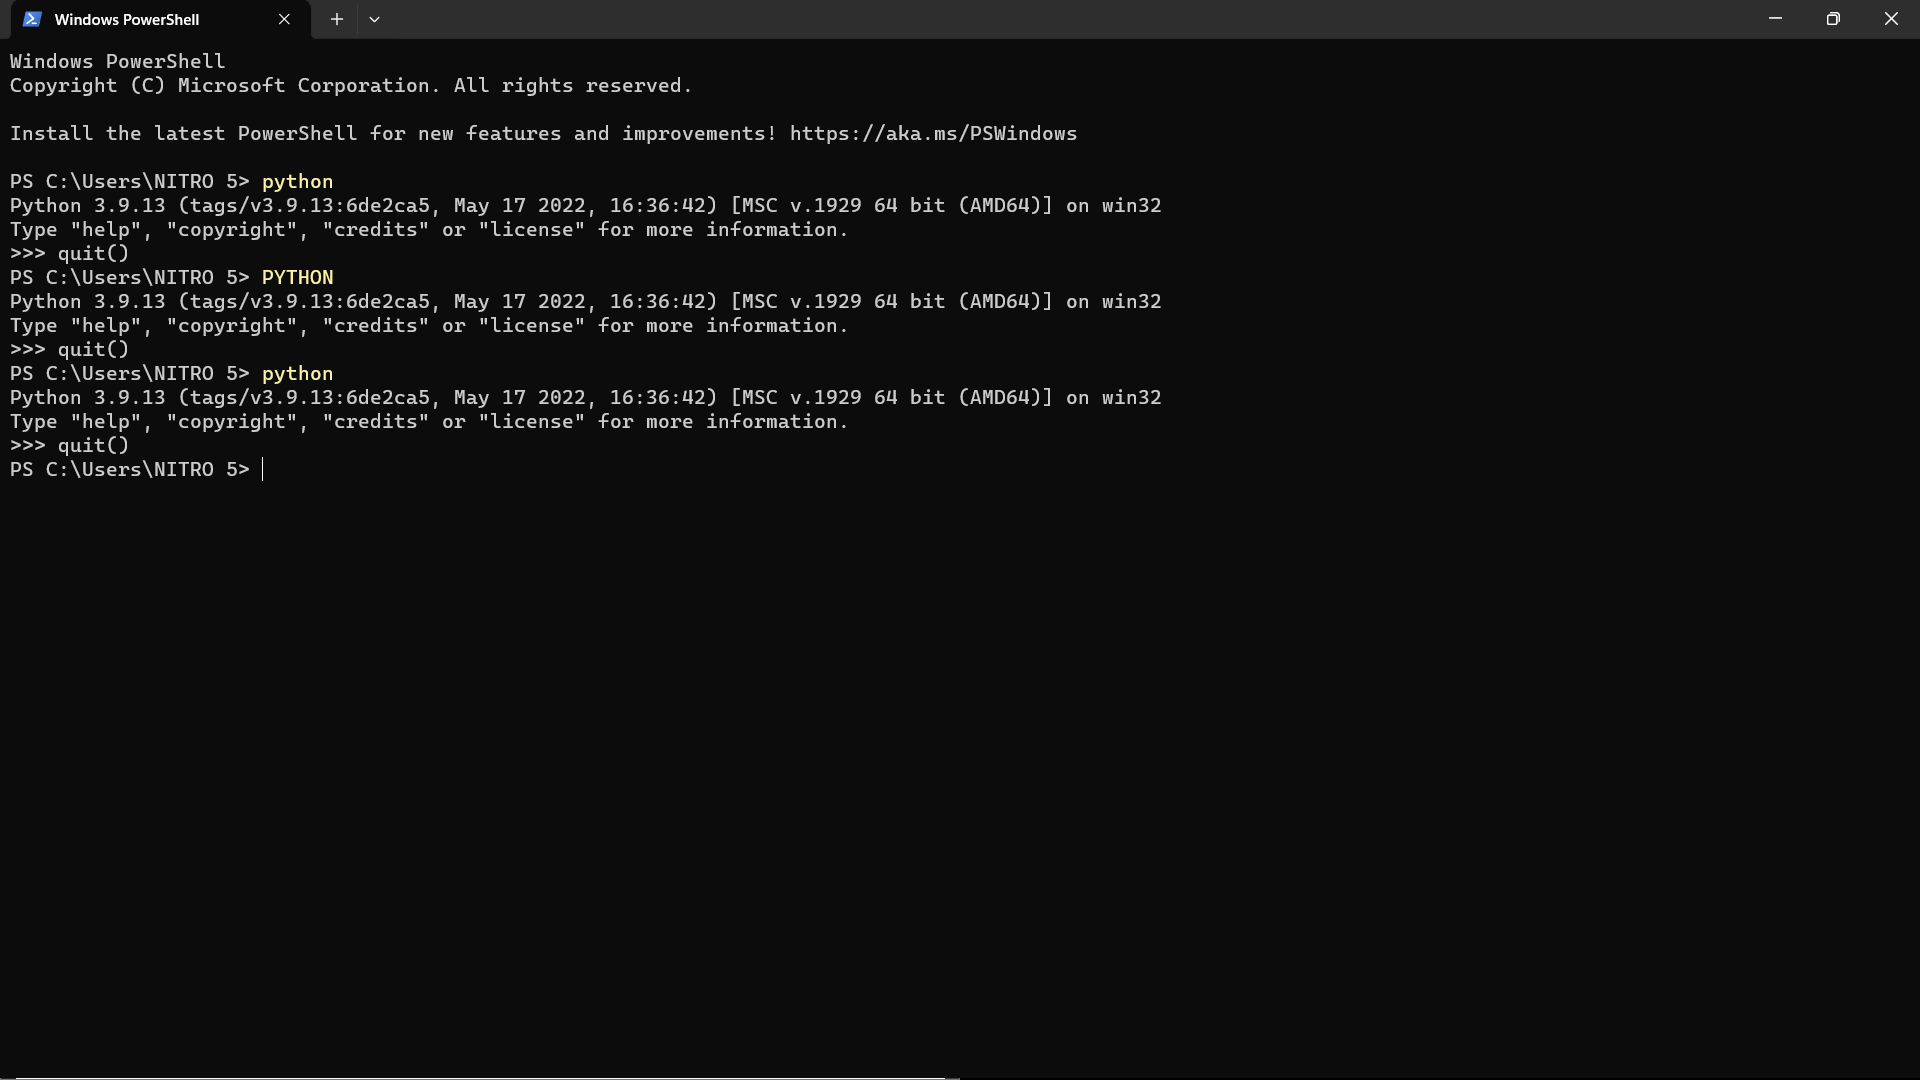 Windows PowerShell
Windows PowerShell
Copyright (C) Microsoft Corporation. All rights reserved.
Install the latest PowerShell for new features and improvements! https://aka.ms/PSWindows
PS C:\Users\NITRO 5> python
Python 3.9.13 (tags/v3.9.13:6de2ca5, May 17 2022, 16:36:42) [MSC v.1929 64 bit (AMD64)] on win32
Type "help", "copyright", "credits" or "license" for more information.
>>> quit()
PS C:\Users\NITRO 5> PYTHON
Python 3.9.13 (tags/v3.9.13:6de2ca5, May 17 2022, 16:36:42) [MSC v.1929 64 bit (AMD64)] on win32
Type "help", "copyright", "credits" or "license" for more information.
>>> quit()
PS C:\Users\NITRO 5> python
Python 3.9.13 (tags/v3.9.13:6de2ca5, May 17 2022, 16:36:42) [MSC v.1929 64 bit (AMD64)] on win32
Type "help", "copyright", "credits" or "license" for more information.
>>> quit()
PS C:\Users\NITRO 5>